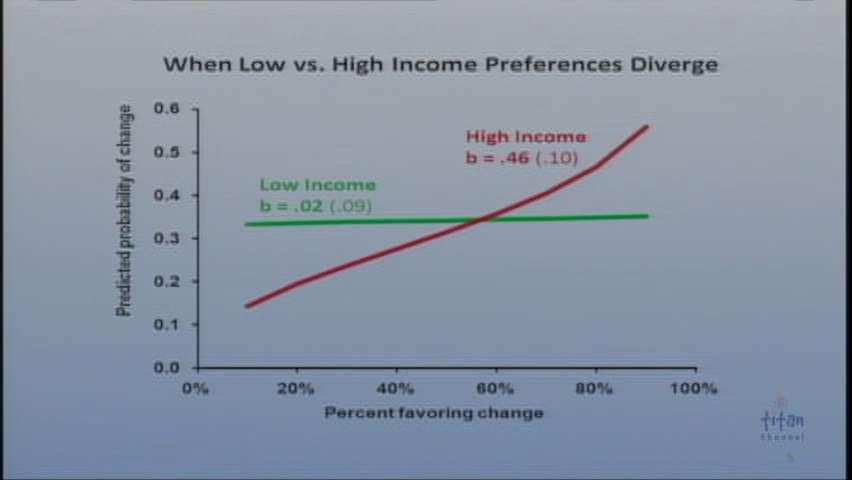 When Low vs. High Income Preferences Diverge
Predicted probability of change
0.6
0.5
0.4
0.3
0.2
0.1
0.0
High Income
b = .46 (.10)
Low Income
b = .02 (.09)
0% 20% 40% 60% 80% 100%
Percent favoring change
titan
channel